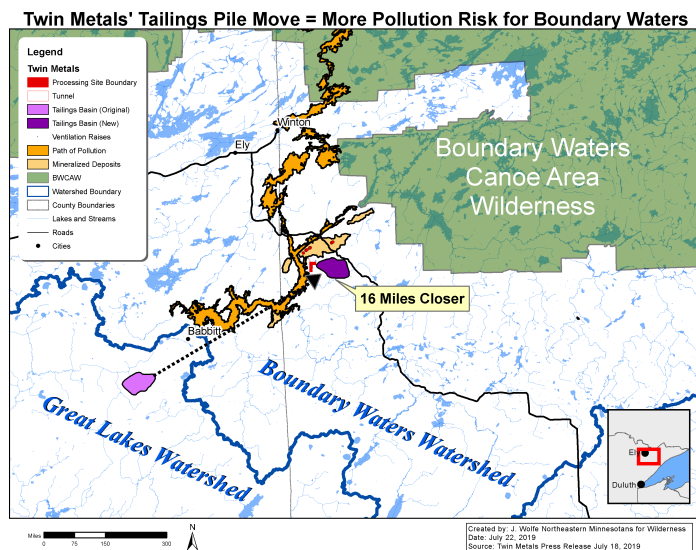 Twin Metals' Tailings Pile Move = More Pollution Risk for Boundary Waters
Legend
Twin Metals
Processing Site Boundary
Tunnel
Tailings Basin (Original)
Tailings Basin (New)
Ventilation Raises
Path of Pollution
Mineralized Deposits
BWCAW
Watershed Boundary
County Boundaries
Lakes and Streams
Roads
Cities
Winton
Ely
Boundary Waters
Canoe Area
Wilderness
16 Miles Closer
Babbitt
Boundary Waters Watershed
Great Lakes Watershed
Ely
Duluth
Miles
0 75 150 300
N
Created by: J. Wolfe Northeastern Minnesotans for Wilderness
Date: July 22, 2019
Source: Twin Metals Press Release July 18, 2019